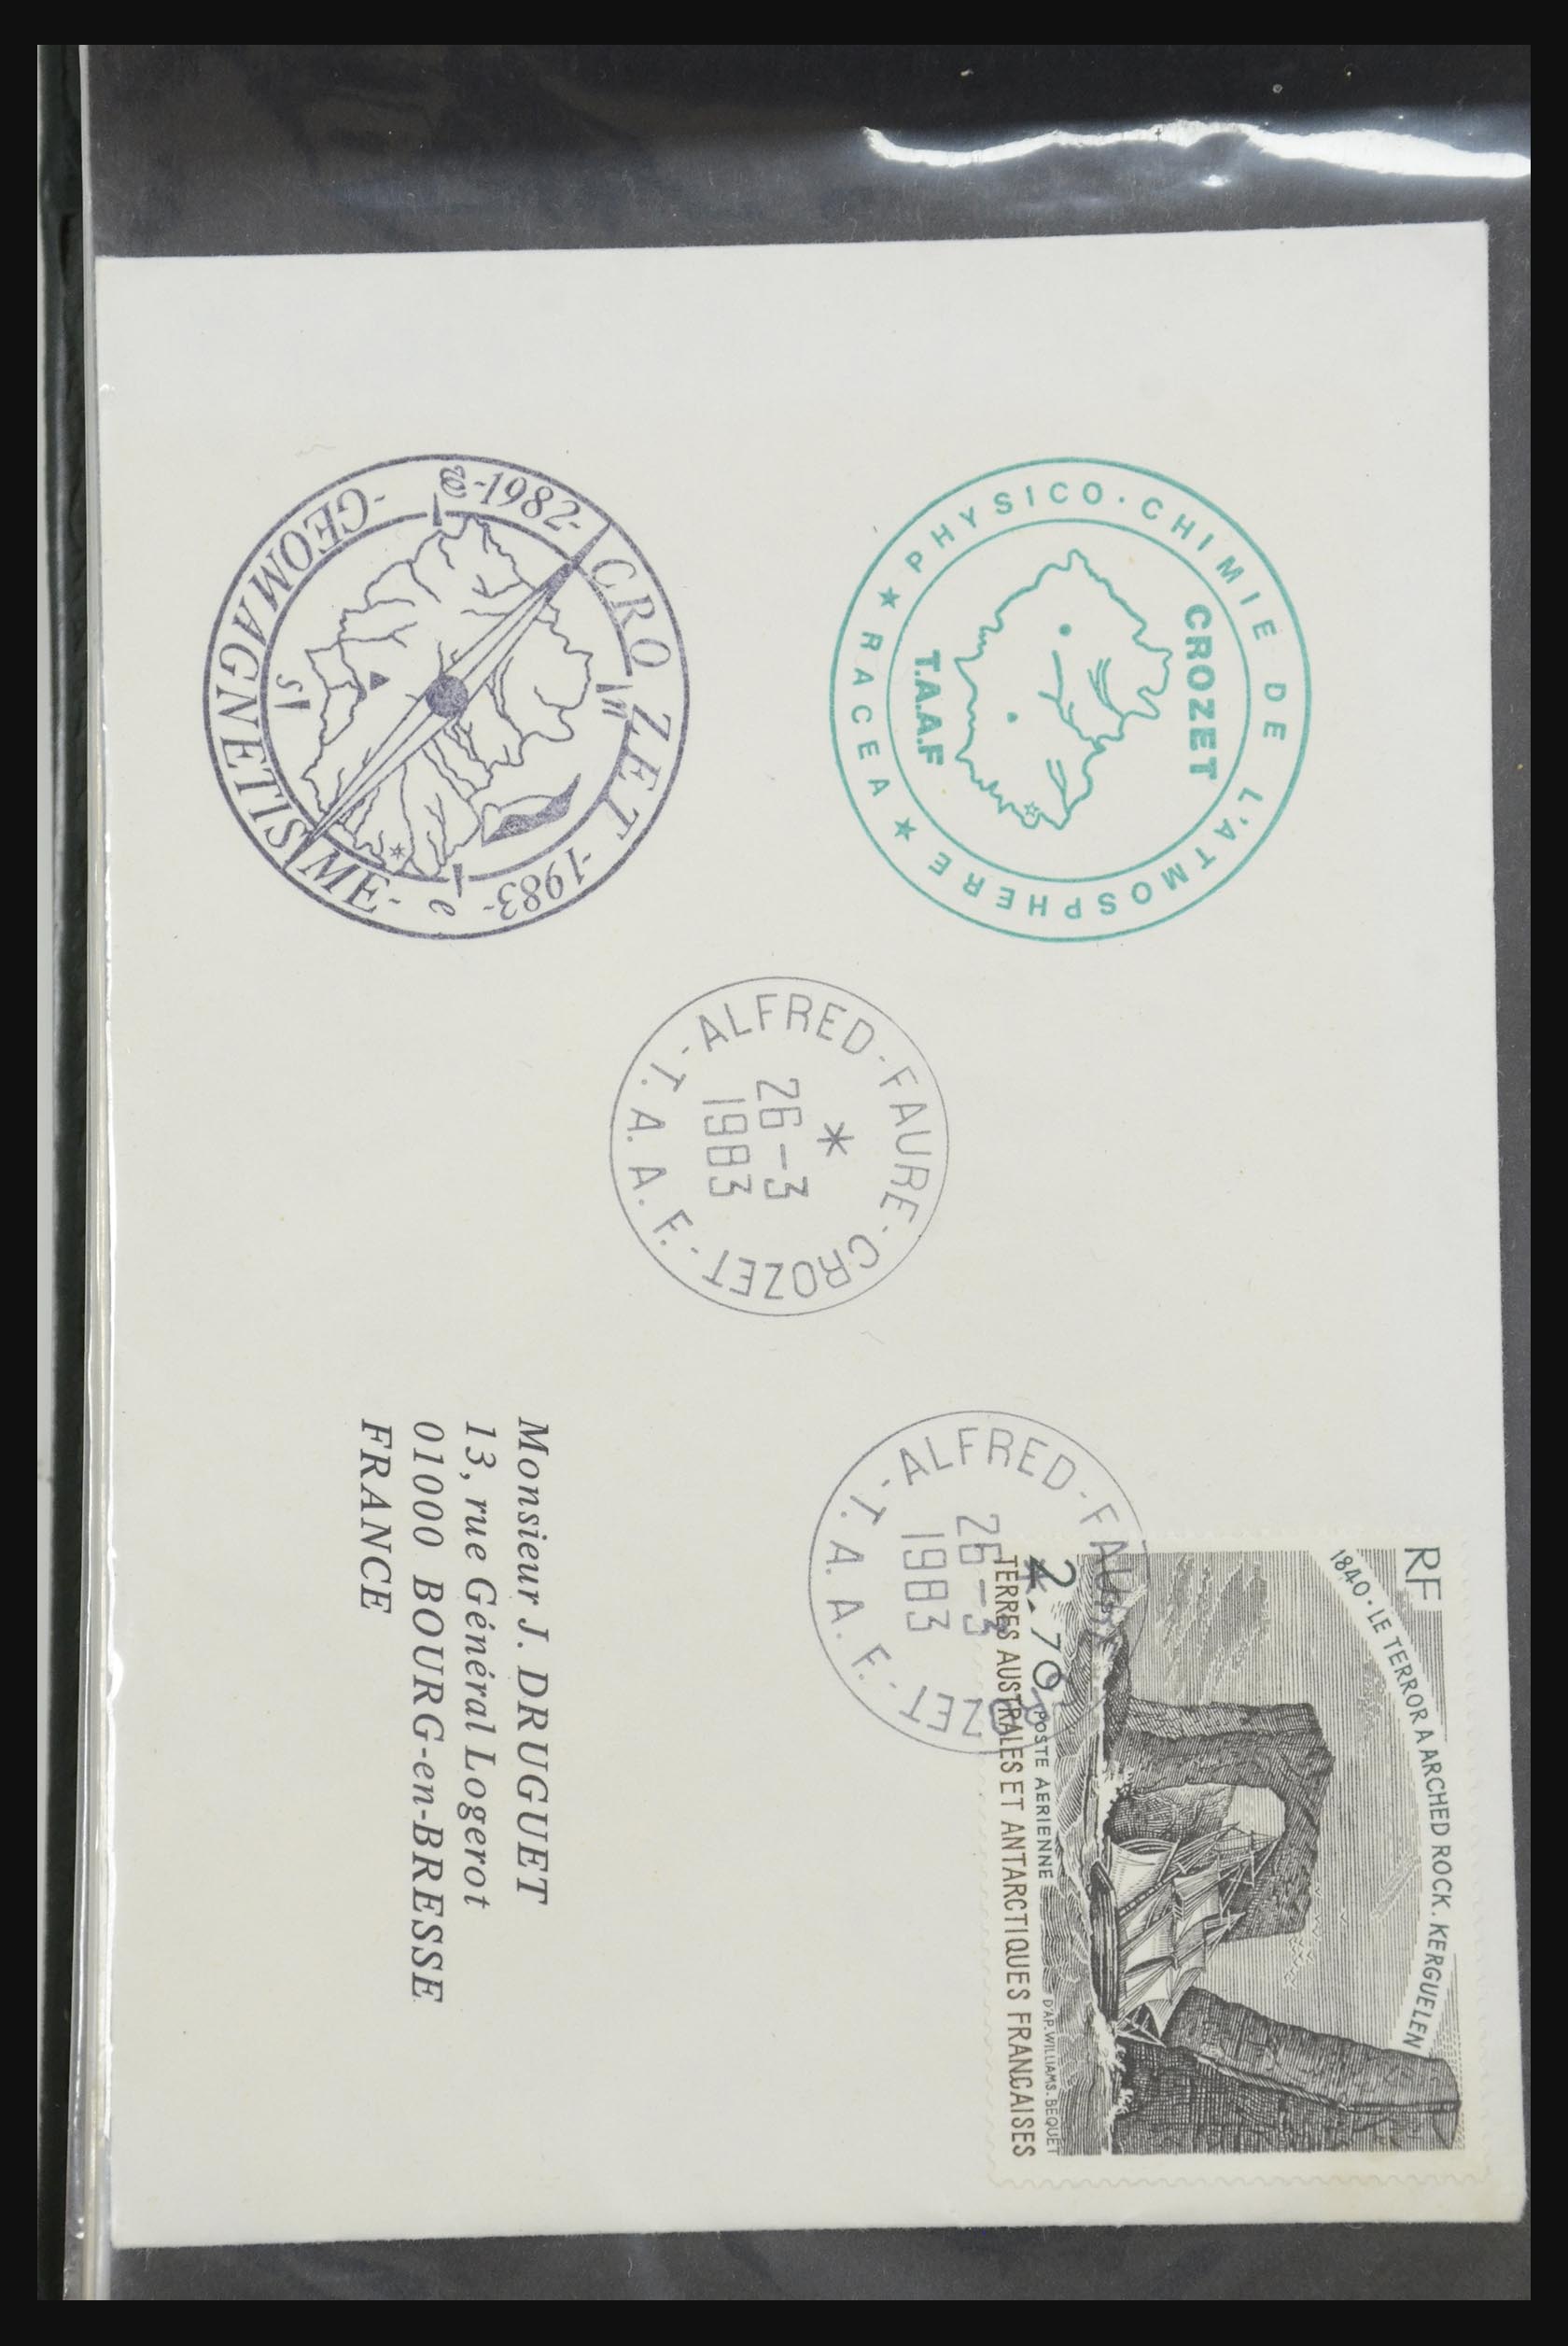 PHYSICO-CHIMIE DE L'ATMOSPHERE
★ RACEA ★
CROZET
T.A.A.F
RF
1840 · LE TERROR A ARCHED ROCK. KERGUELEN
2.70 POSTE AERIENNE
D'AP. WILLIAMS. BEQUET
TERRES AUSTRALES ET ANTARCTIQUES FRANÇAISES
T.-ALFRED-FAURE-CROZET-
*
26-3
1983
T.A.A.F.
ALFRED-FAURE-CROZET-
*
26-3
1983
T.A.A.F.
-1982- CROZET -1983-
-GEOMAGNETISME-
Monsieur J. DRUGUET
13, rue Général Logerot
01000 BOURG-en-BRESSE
FRANCE